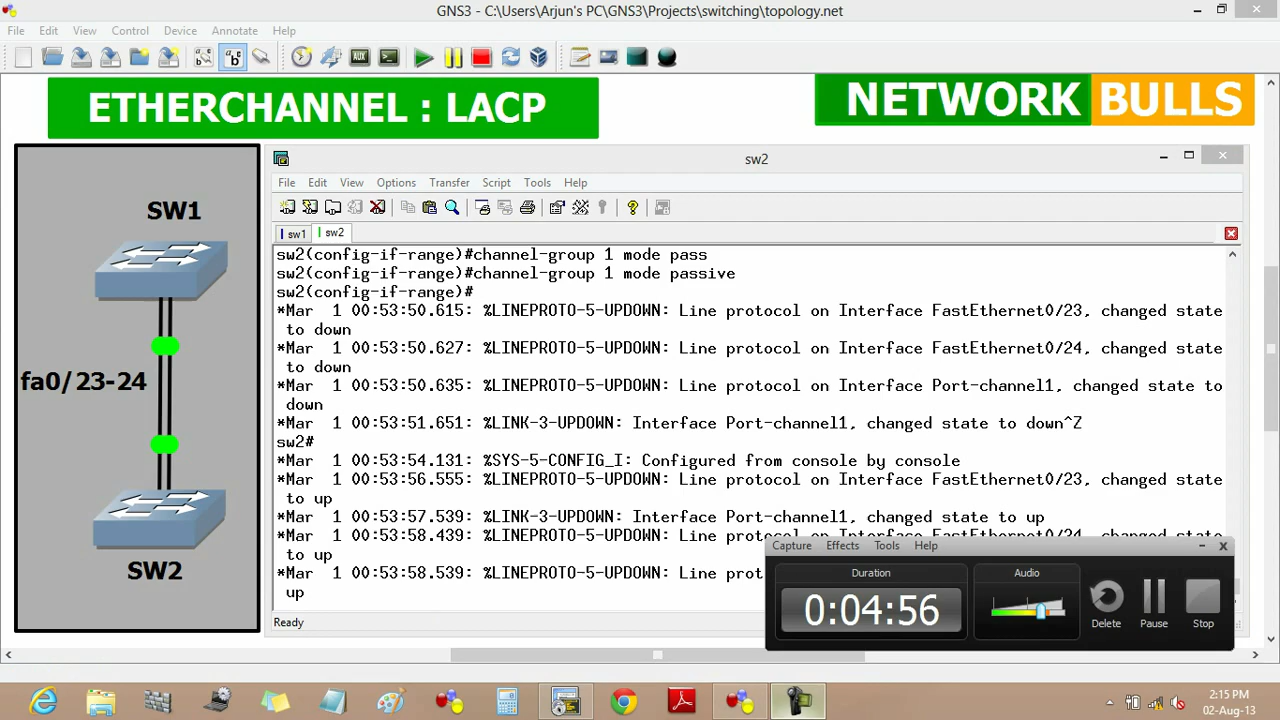 GNS3 - C:\Users\Arjun's PC\GNS3\Projects\switching\topology.net
File Edit View Control Device Annotate Help
ETHERCHANNEL : LACP
NETWORK BULLS
SW1
fa0/23-24
SW2
sw2
File Edit View Options Transfer Script Tools Help
sw1 sw2
sw2(config-if-range)#channel-group 1 mode pass
sw2(config-if-range)#channel-group 1 mode passive
sw2(config-if-range)#
*Mar 1 00:53:50.615: %LINEPROTO-5-UPDOWN: Line protocol on Interface FastEthernet0/23, changed state
to down
*Mar 1 00:53:50.627: %LINEPROTO-5-UPDOWN: Line protocol on Interface FastEthernet0/24, changed state
to down
*Mar 1 00:53:50.635: %LINEPROTO-5-UPDOWN: Line protocol on Interface Port-channel1, changed state to
down
*Mar 1 00:53:51.651: %LINK-3-UPDOWN: Interface Port-channel1, changed state to down^Z
sw2#
*Mar 1 00:53:54.131: %SYS-5-CONFIG_I: Configured from console by console
*Mar 1 00:53:56.555: %LINEPROTO-5-UPDOWN: Line protocol on Interface FastEthernet0/23, changed state
to up
*Mar 1 00:53:57.539: %LINK-3-UPDOWN: Interface Port-channel1, changed state to up
*Mar 1 00:53:58.439: %LINEPROTO-5-UPDOWN: Line protocol on Interface FastEthernet0/24, changed state
to up
*Mar 1 00:53:58.539: %LINEPROTO-5-UPDOWN: Line prot
up
Ready
Capture Effects Tools Help
Duration
0:04:56
Audio
Delete Pause Stop
2:15 PM
02-Aug-13